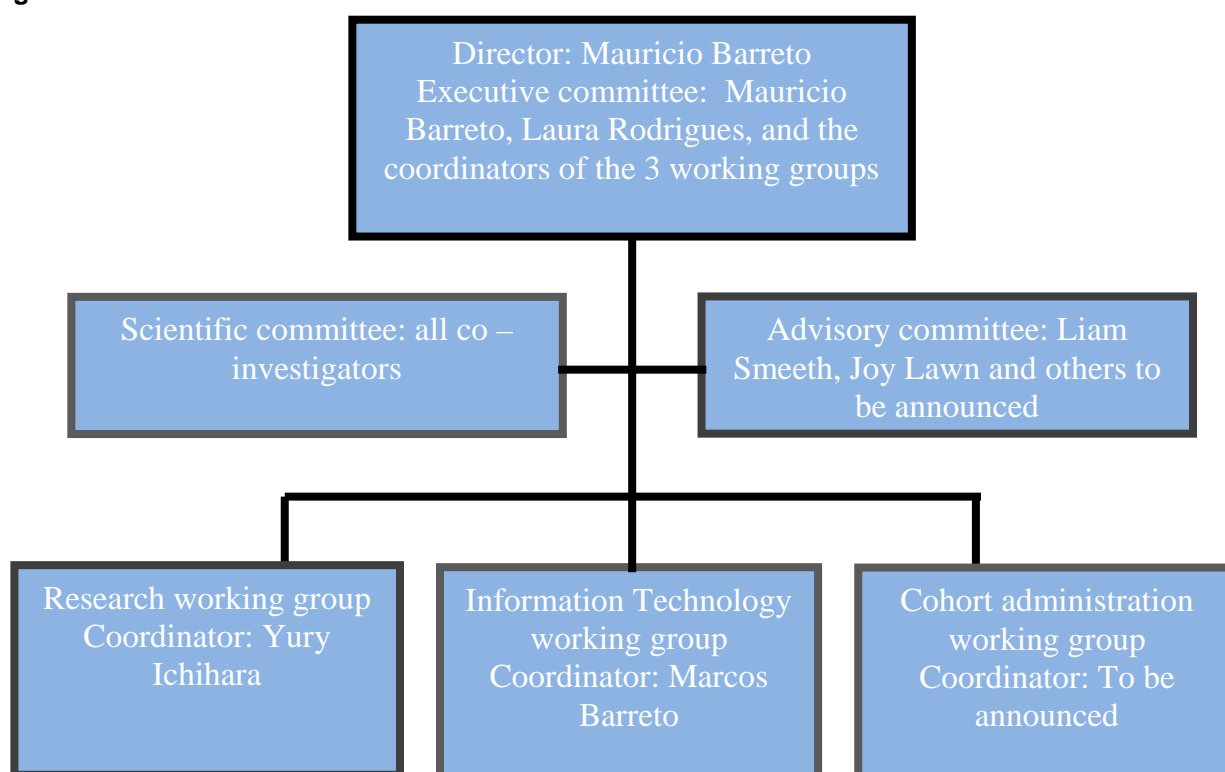 Director: Mauricio Barreto
Executive committee:  Mauricio
Barreto, Laura Rodrigues, and the
coordinators of the 3 working groups
Scientific committee: all co –
investigators
Advisory committee: Liam
Smeeth, Joy Lawn and others to
be announced
Research working group
Coordinator: Yury
Ichihara
Information Technology
working group
Coordinator: Marcos
Barreto
Cohort administration
working group
Coordinator: To be
announced